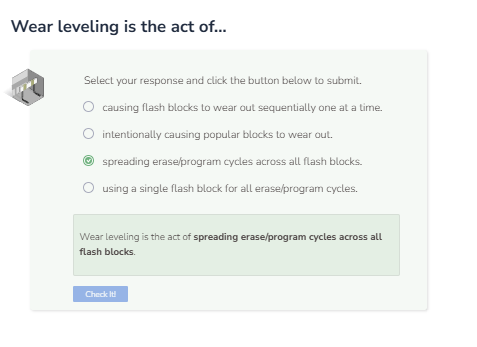 Wear leveling is the act of...
Select your response and click the button below to submit.
causing flash blocks to wear out sequentially one at a time.
intentionally causing popular blocks to wear out.
spreading erase/program cycles across all flash blocks.
using a single flash block for all erase/program cycles.
Wear leveling is the act of spreading erase/program cycles across all
flash blocks.
Check It!